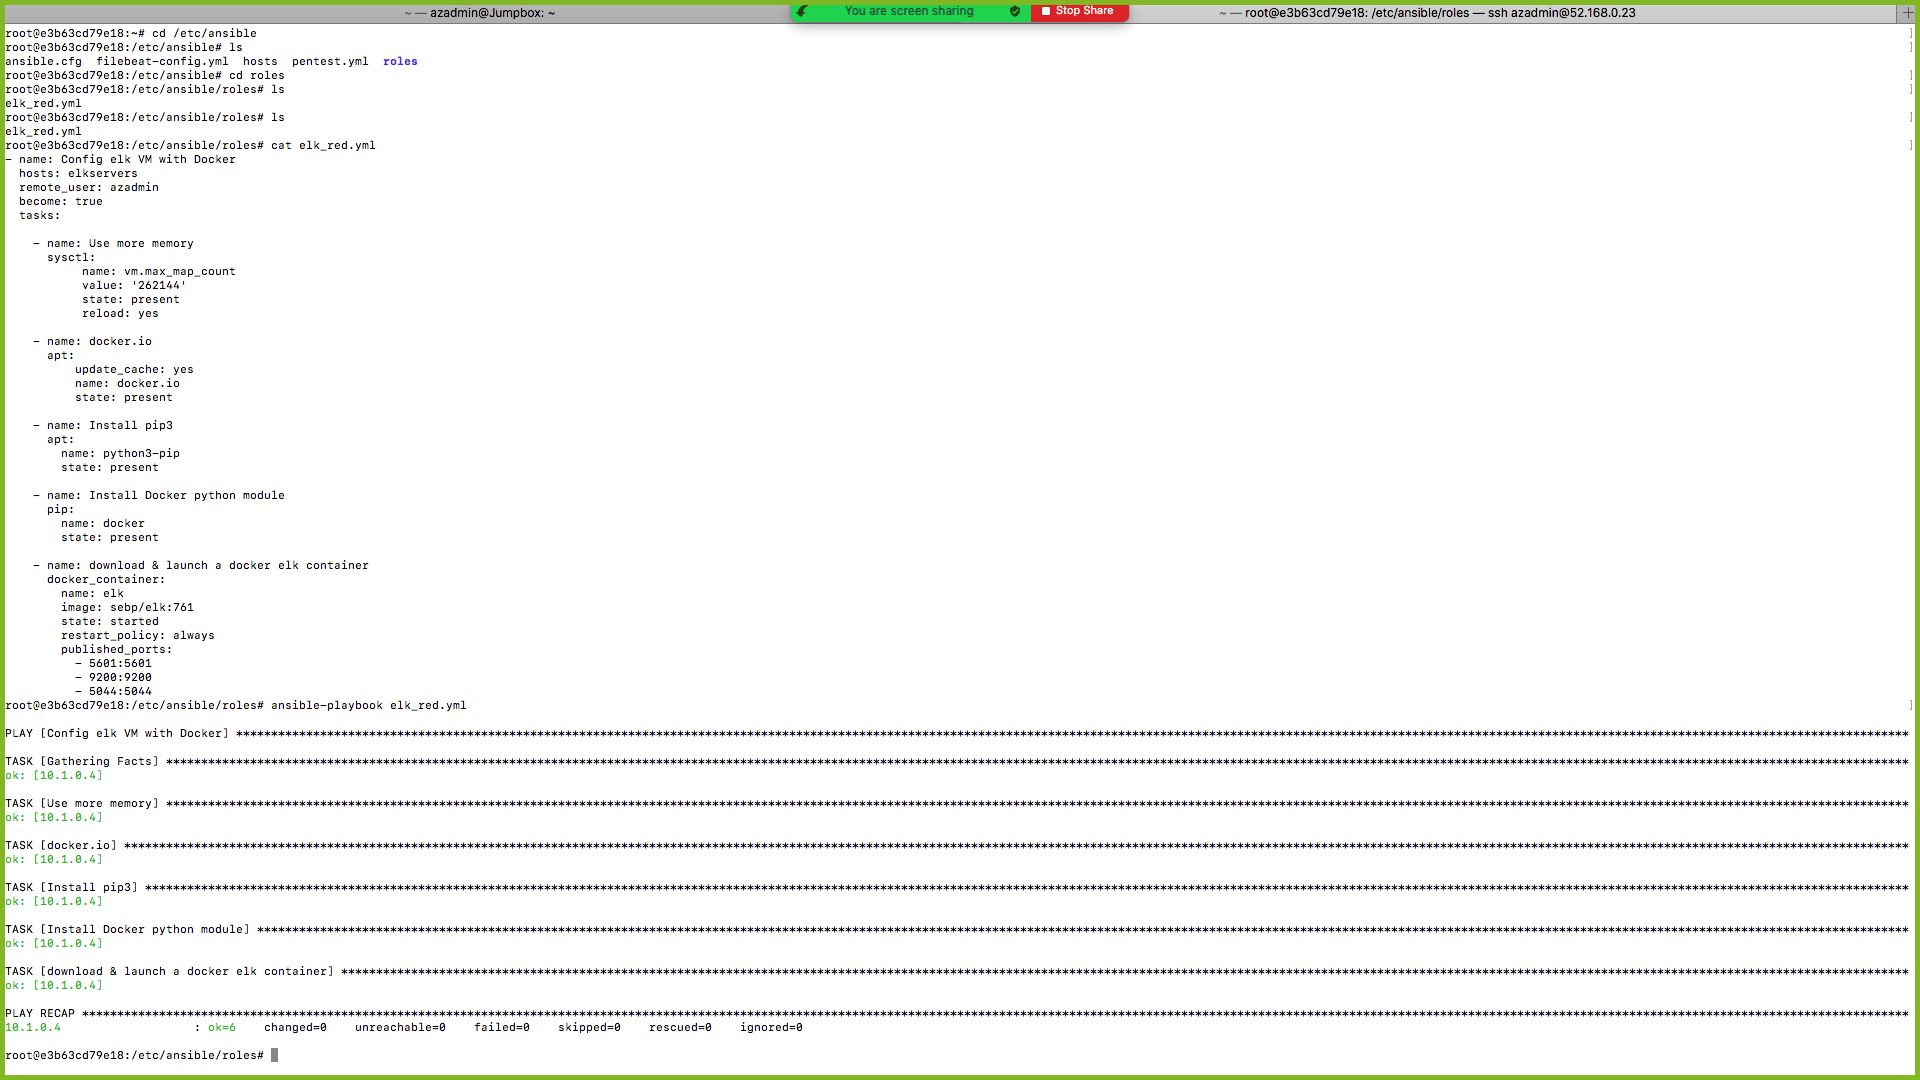 ~ — azadmin@Jumpbox: ~
You are screen sharing
Stop Share
~ — root@e3b63cd79e18: /etc/ansible/roles — ssh azadmin@52.168.0.23
root@e3b63cd79e18:~# cd /etc/ansible
root@e3b63cd79e18:/etc/ansible# ls
ansible.cfg  filebeat-config.yml  hosts  pentest.yml  roles
root@e3b63cd79e18:/etc/ansible# cd roles
root@e3b63cd79e18:/etc/ansible/roles# ls
elk_red.yml
root@e3b63cd79e18:/etc/ansible/roles# ls
elk_red.yml
root@e3b63cd79e18:/etc/ansible/roles# cat elk_red.yml
- name: Config elk VM with Docker
  hosts: elkservers
  remote_user: azadmin
  become: true
  tasks:
    - name: Use more memory
      sysctl:
           name: vm.max_map_count
           value: '262144'
           state: present
           reload: yes
    - name: docker.io
      apt:
          update_cache: yes
          name: docker.io
          state: present
    - name: Install pip3
      apt:
        name: python3-pip
        state: present
    - name: Install Docker python module
      pip:
        name: docker
        state: present
    - name: download & launch a docker elk container
      docker_container:
        name: elk
        image: sebp/elk:761
        state: started
        restart_policy: always
        published_ports:
          - 5601:5601
          - 9200:9200
          - 5044:5044
root@e3b63cd79e18:/etc/ansible/roles# ansible-playbook elk_red.yml
PLAY [Config elk VM with Docker] ****
TASK [Gathering Facts] ****
ok: [10.1.0.4]
TASK [Use more memory] ****
ok: [10.1.0.4]
TASK [docker.io] ****
ok: [10.1.0.4]
TASK [Install pip3] ****
ok: [10.1.0.4]
TASK [Install Docker python module] ****
ok: [10.1.0.4]
TASK [download & launch a docker elk container] ****
ok: [10.1.0.4]
PLAY RECAP ****
10.1.0.4                   : ok=6    changed=0    unreachable=0    failed=0    skipped=0    rescued=0    ignored=0
root@e3b63cd79e18:/etc/ansible/roles#